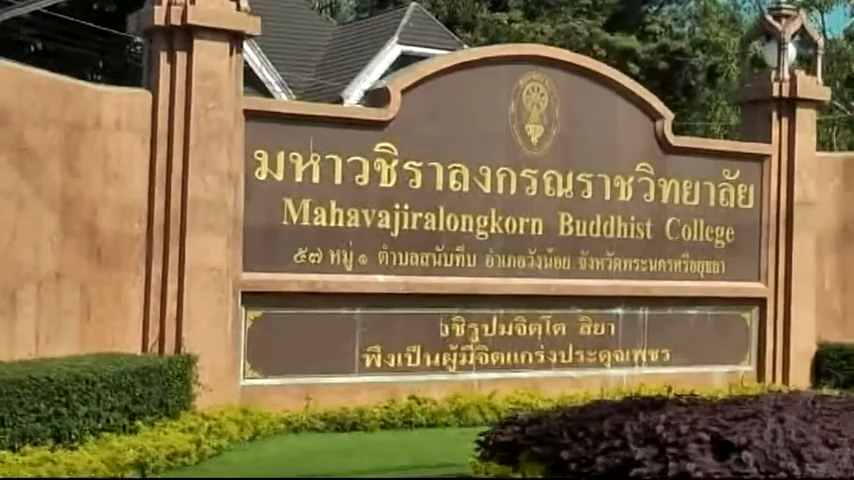 มหาวชิราลงกรณราชวิทยาลัย
Mahavajiralongkorn Buddhist College
๕๗ หมู่ ๑ ตำบลสนับทึบ อำเภอวังน้อย จังหวัดพระนครศรีอยุธยา
วชิรูปมจิตฺโต สิยา
พึงเป็นผู้มีจิตแกร่งประดุจเพชร